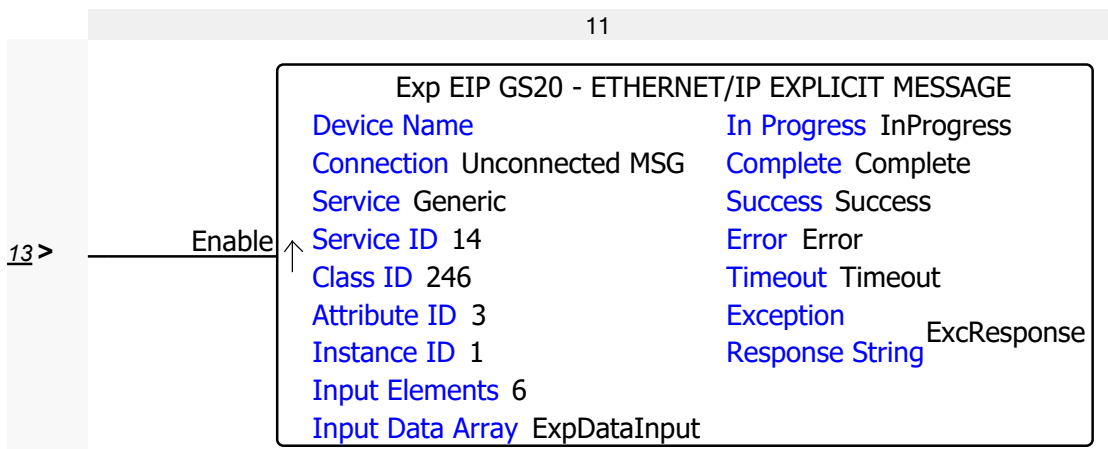 11
Exp EIP GS20 - ETHERNET/IP EXPLICIT MESSAGE
Device Name
In Progress InProgress
Connection Unconnected MSG
Complete Complete
Service Generic
Success Success
13 >
Enable
Service ID 14
Error Error
Class ID 246
Timeout Timeout
Attribute ID 3
Exception
Response String ExcResponse
Instance ID 1
Input Elements 6
Input Data Array ExpDataInput